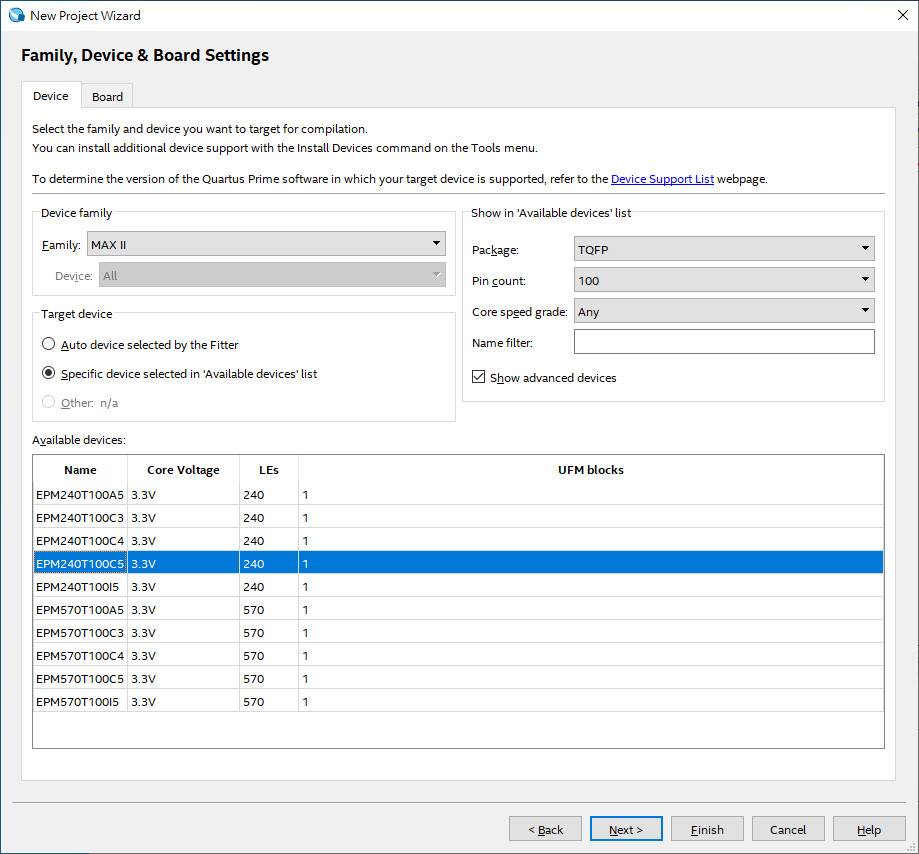 New Project Wizard
Family, Device & Board Settings
Device
Board
Select the family and device you want to target for compilation.
You can install additional device support with the Install Devices command on the Tools menu.
To determine the version of the Quartus Prime software in which your target device is supported, refer to the Device Support List webpage.
Device family
Family: MAX II
Device: All
Target device
Auto device selected by the Fitter
Specific device selected in 'Available devices' list
Other: n/a
Show in 'Available devices' list
Package: TQFP
Pin count: 100
Core speed grade: Any
Name filter:
Show advanced devices
Available devices:
Name Core Voltage LEs UFM blocks
EPM240T100A5 3.3V 240 1
EPM240T100C3 3.3V 240 1
EPM240T100C4 3.3V 240 1
EPM240T100C5 3.3V 240 1
EPM240T100I5 3.3V 240 1
EPM570T100A5 3.3V 570 1
EPM570T100C3 3.3V 570 1
EPM570T100C4 3.3V 570 1
EPM570T100C5 3.3V 570 1
EPM570T100I5 3.3V 570 1
< Back Next > Finish Cancel Help